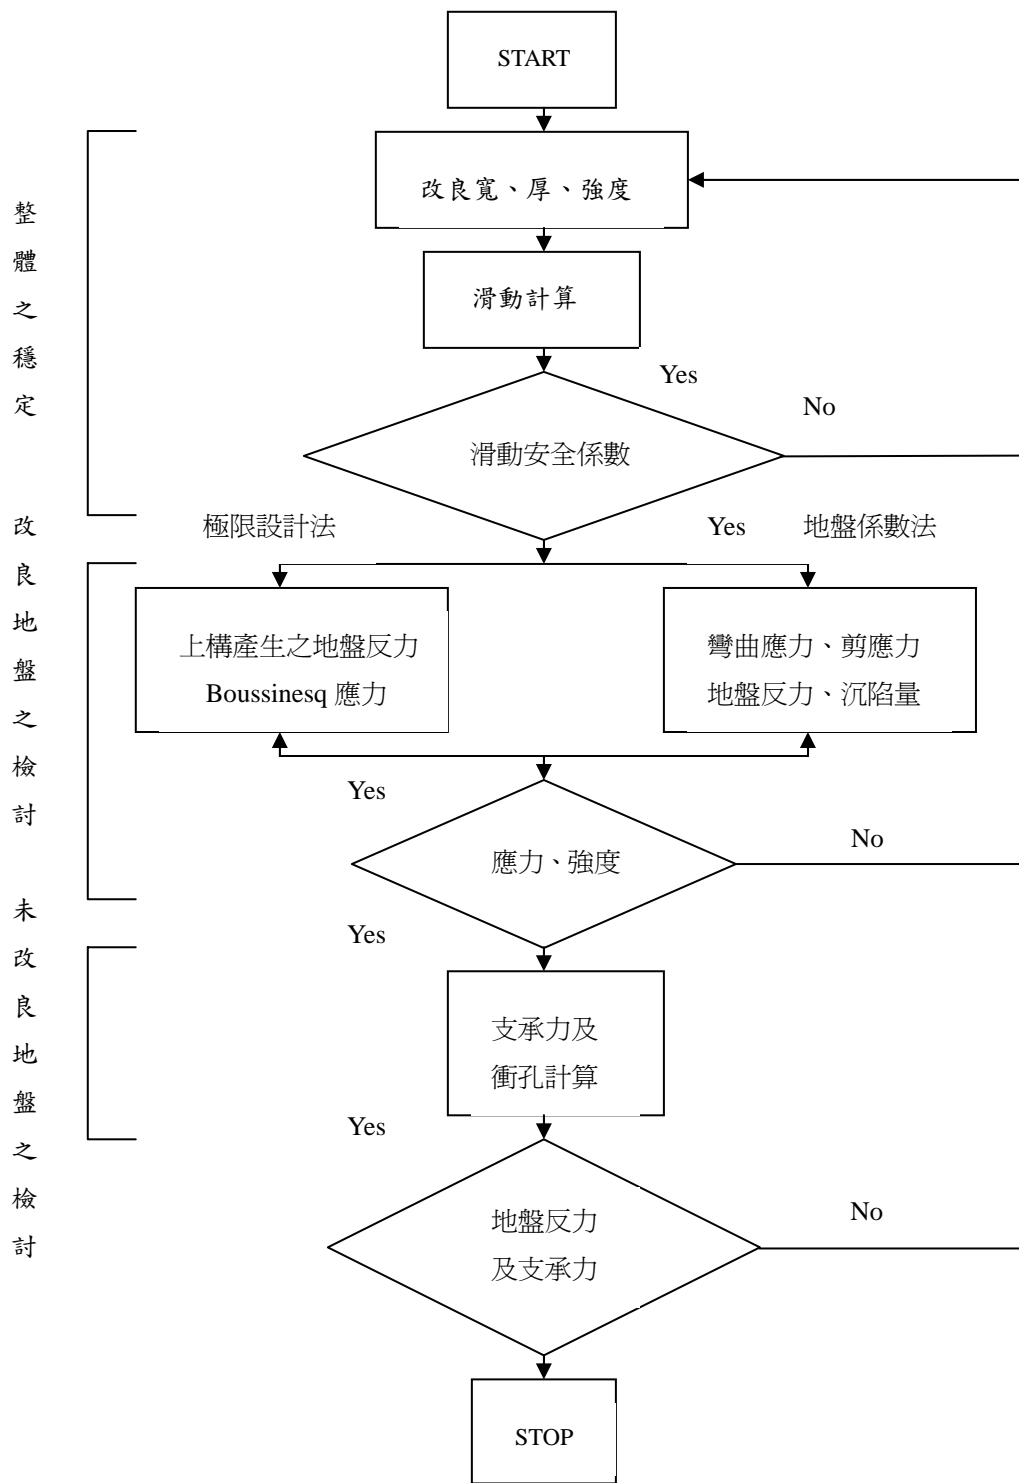 START
改良寬、厚、強度
滑動計算
Yes
No
滑動安全係數
整體之穩定
極限設計法
Yes
地盤係數法
上構產生之地盤反力
Boussinesq 應力
彎曲應力、剪應力
地盤反力、沉陷量
改良地盤之檢討
Yes
No
應力、強度
Yes
支承力及
衝孔計算
未改良地盤之檢討
Yes
No
地盤反力
及支承力
STOP